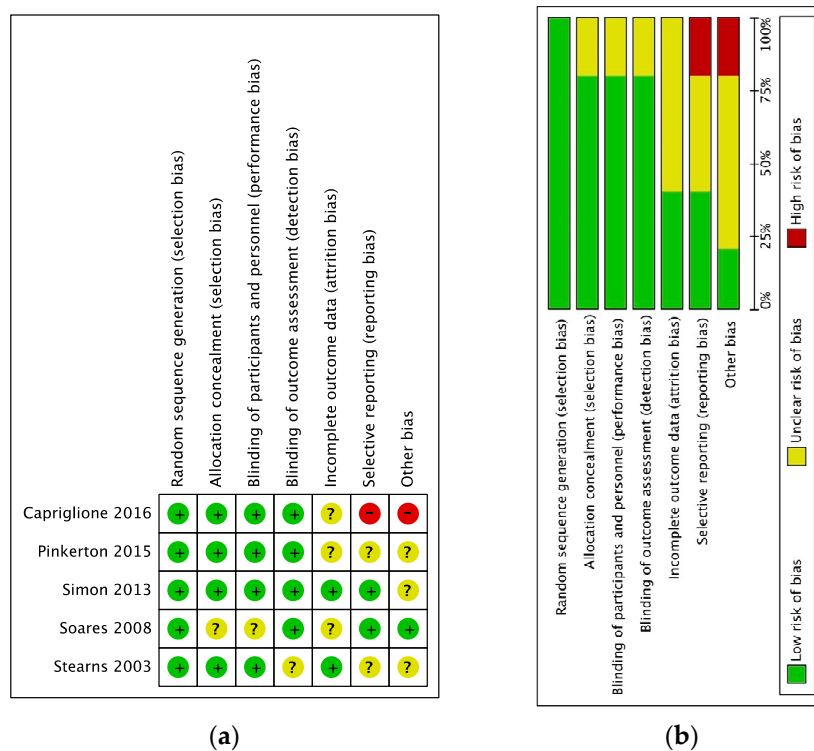 Random sequence generation (selection bias)
Allocation concealment (selection bias)
Blinding of participants and personnel (performance bias)
Blinding of outcome assessment (detection bias)
Incomplete outcome data (attrition bias)
Selective reporting (reporting bias)
Other bias
Capriglione 2016 + + + + ? - -
Pinkerton 2015 + + + + ? ? ?
Simon 2013 + + + + + + ?
Soares 2008 + ? ? + ? + +
Stearns 2003 + + + ? + ? ?
(a)
Random sequence generation (selection bias)
Allocation concealment (selection bias)
Blinding of participants and personnel (performance bias)
Blinding of outcome assessment (detection bias)
Incomplete outcome data (attrition bias)
Selective reporting (reporting bias)
Other bias
0% 25% 50% 75% 100%
Low risk of bias
Unclear risk of bias
High risk of bias
(b)